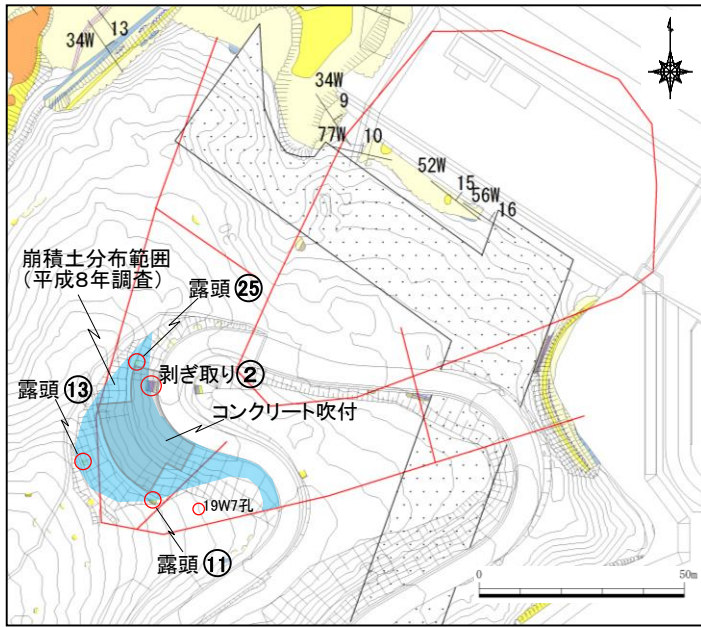 34W
13
34W
9
77W
10
52W
15
56W
16
崩積土分布範囲
(平成8年調査)
露頭㉕
剥ぎ取り②
露頭⑬
コンクリート吹付
19W7孔
露頭⑪
0
50m